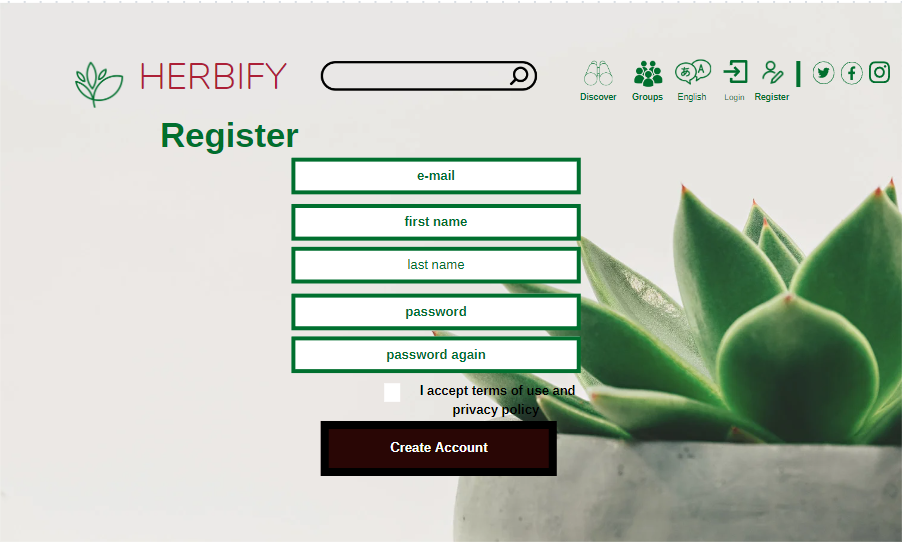 HERBIFY
Discover
Groups
English
Login
Register
Register
e-mail
first name
last name
password
password again
I accept terms of use and
privacy policy
Create Account